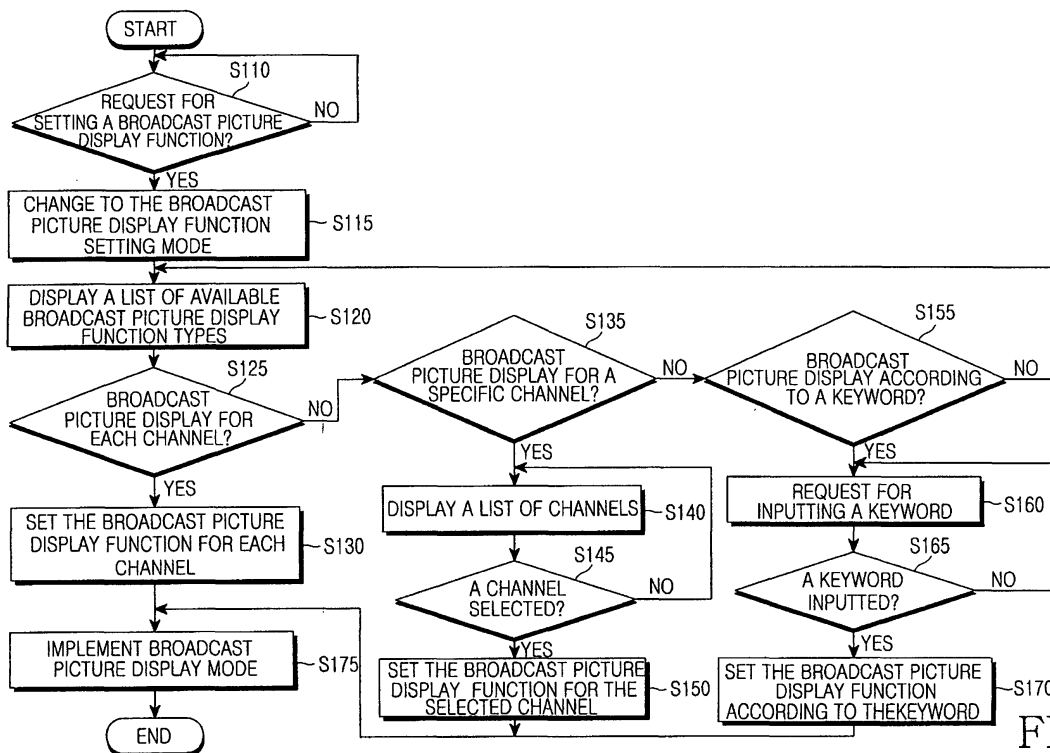 START
S110
REQUEST FOR
SETTING A BROADCAST PICTURE
DISPLAY FUNCTION?
NO
YES
CHANGE TO THE BROADCAST
PICTURE DISPLAY FUNCTION
SETTING MODE
S115
DISPLAY A LIST OF AVAILABLE
BROADCAST PICTURE DISPLAY
FUNCTION TYPES
S120
S125
BROADCAST
PICTURE DISPLAY FOR
EACH CHANNEL?
NO
YES
SET THE BROADCAST PICTURE
DISPLAY FUNCTION FOR EACH
CHANNEL
S130
IMPLEMENT BROADCAST
PICTURE DISPLAY MODE
S175
END
S135
BROADCAST
PICTURE DISPLAY FOR A
SPECIFIC CHANNEL?
NO
YES
DISPLAY A LIST OF CHANNELS
S140
S145
A CHANNEL
SELECTED?
NO
YES
SET THE BROADCAST PICTURE
DISPLAY FUNCTION FOR THE
SELECTED CHANNEL
S150
S155
BROADCAST
PICTURE DISPLAY ACCORDING
TO A KEYWORD?
NO
YES
REQUEST FOR
INPUTTING A KEYWORD
S160
S165
A KEYWORD
INPUTTED?
NO
YES
SET THE BROADCAST PICTURE
DISPLAY FUNCTION
ACCORDING TO THEKEYWORD
S170